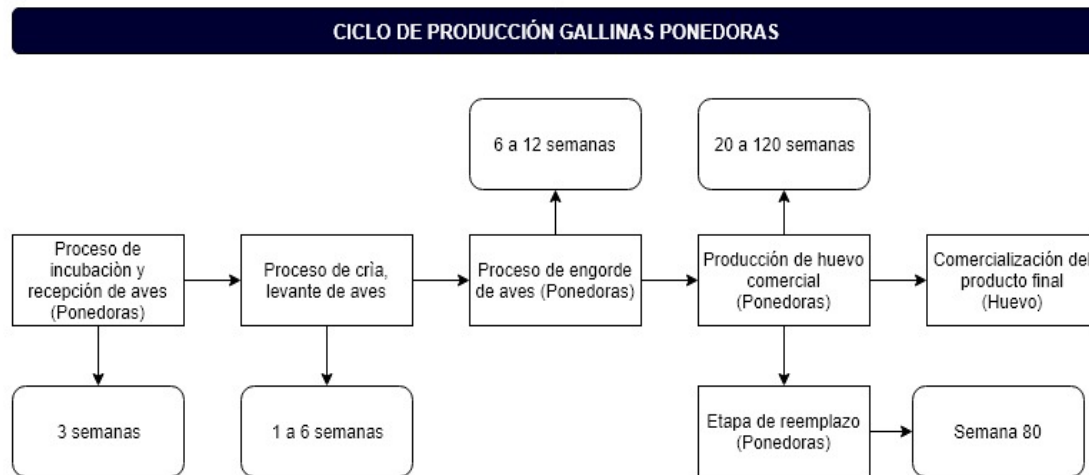 CICLO DE PRODUCCIÓN GALLINAS PONEDORAS
6 a 12 semanas
20 a 120 semanas
Proceso de
incubaciòn y
recepción de aves
(Ponedoras)
Proceso de crìa,
levante de aves
Proceso de engorde
de aves (Ponedoras)
Producción de huevo
comercial
(Ponedoras)
Comercialización del
producto final
(Huevo)
3 semanas
1 a 6 semanas
Etapa de reemplazo
(Ponedoras)
Semana 80